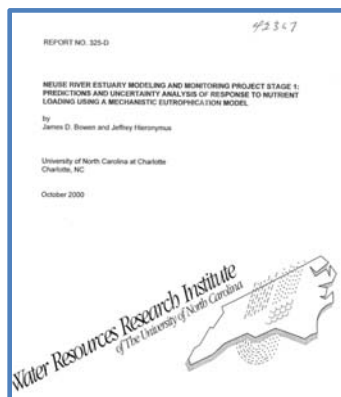 42367
REPORT NO. 325-D
NEUSE RIVER ESTUARY MODELING AND MONITORING PROJECT STAGE 1:
PREDICTIONS AND UNCERTAINTY ANALYSIS OF RESPONSE TO NUTRIENT
LOADING USING A MECHANISTIC EUTROPHICATION MODEL
by
James D. Bowen and Jeffrey Hieronymus
University of North Carolina at Charlotte
Charlotte, NC
October 2000
Water Resources Research Institute
of The University of North Carolina